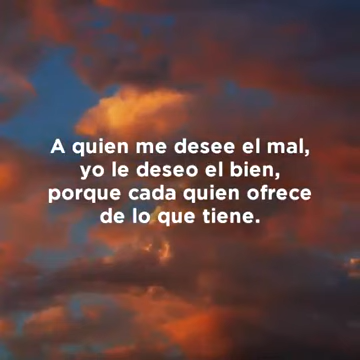 A quien me desee el mal,
yo le deseo el bien,
porque cada quien ofrece
de lo que tiene.